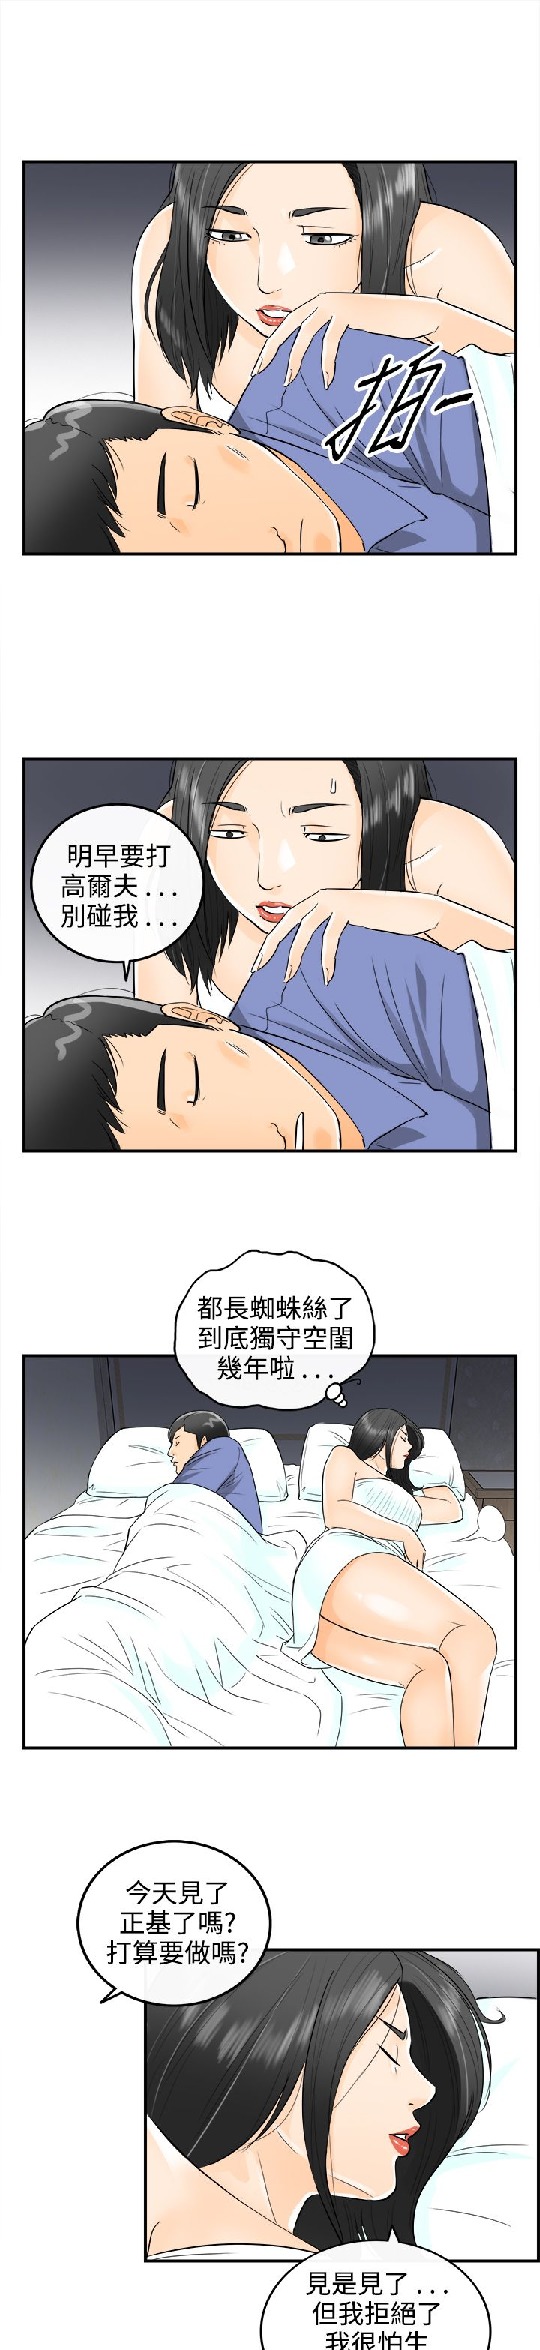 拍一
明早要打
高爾夫...
別碰我...
都長蜘蛛絲了
到底獨守空閨
幾年啦...
今天見了
正基了嗎?
打算要做嗎?
見是見了...
但我拒絕了
我很怕生